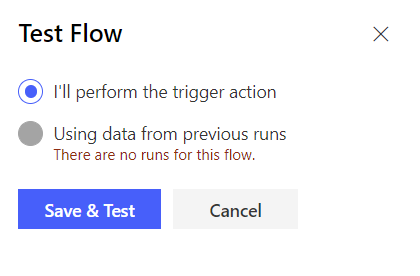 Test Flow
I'll perform the trigger action
Using data from previous runs
There are no runs for this flow.
Save & Test
Cancel